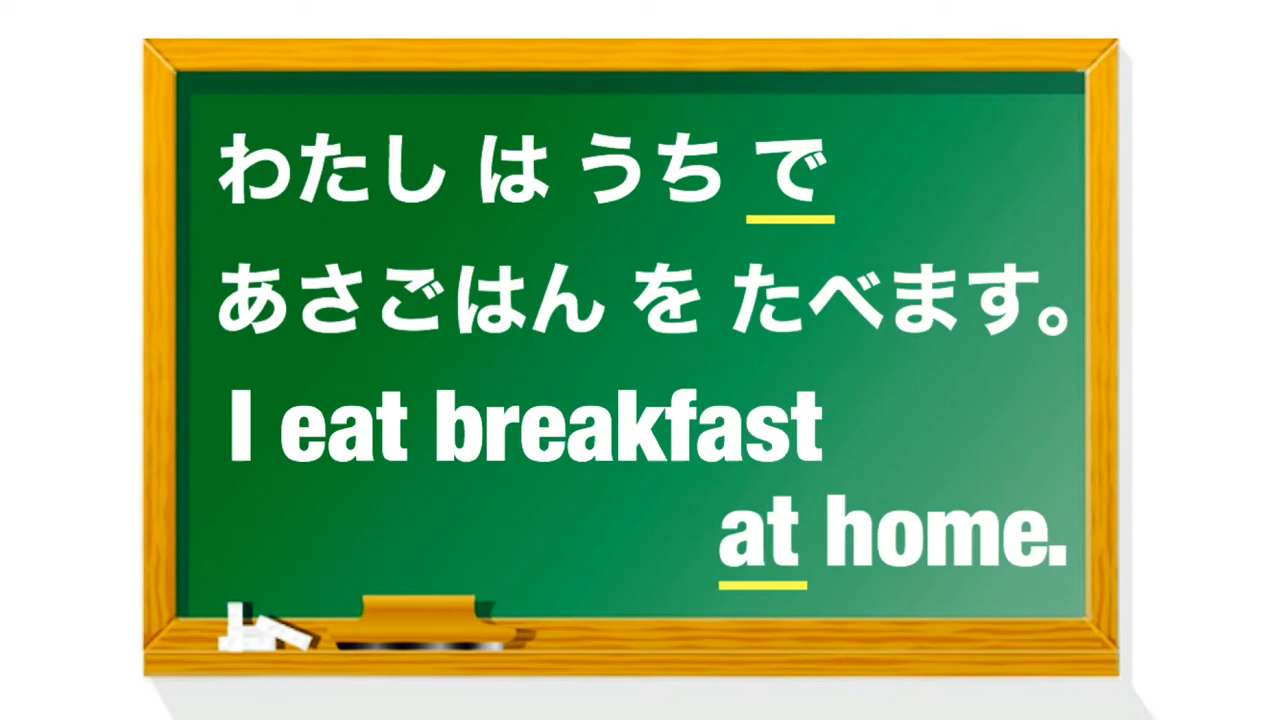 わたし は うち で
あさごはん を たべます。
I eat breakfast
at home.